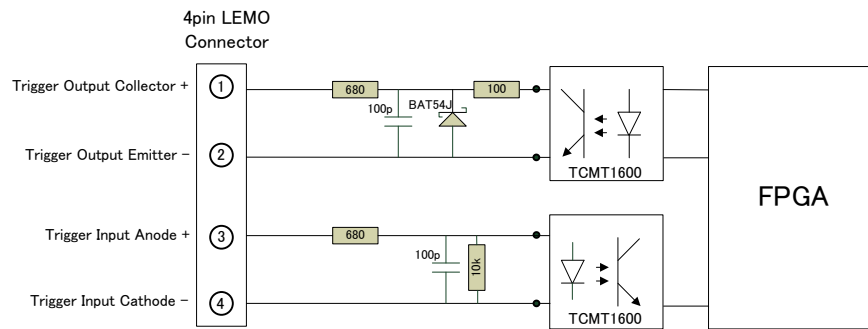 4pin LEMO
Connector
Trigger Output Collector +
1
680
100p
BAT54J
100
Trigger Output Emitter -
2
TCMT1600
FPGA
Trigger Input Anode +
3
680
100p
10k
Trigger Input Cathode -
4
TCMT1600